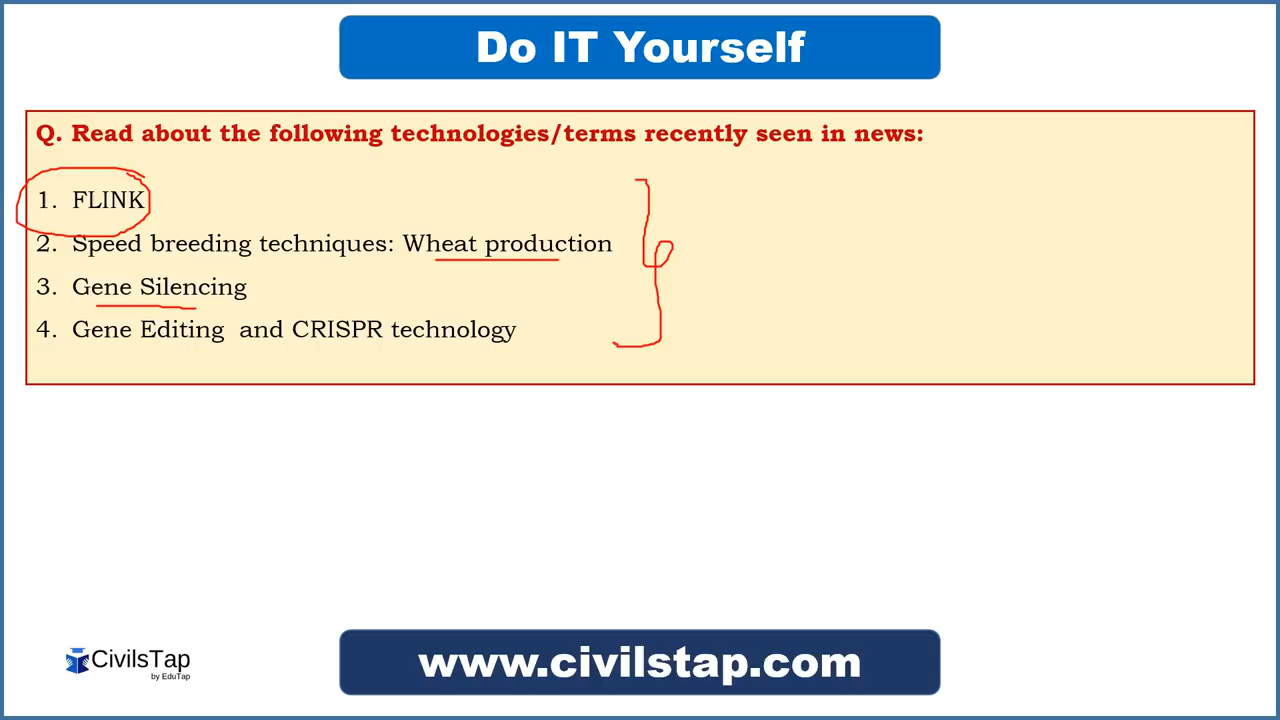 Do IT Yourself
Q. Read about the following technologies/terms recently seen in news:
1. FLINK
2. Speed breeding techniques: Wheat production
3. Gene Silencing
4. Gene Editing and CRISPR technology
CivilsTap
by EduTap
www.civilstap.com